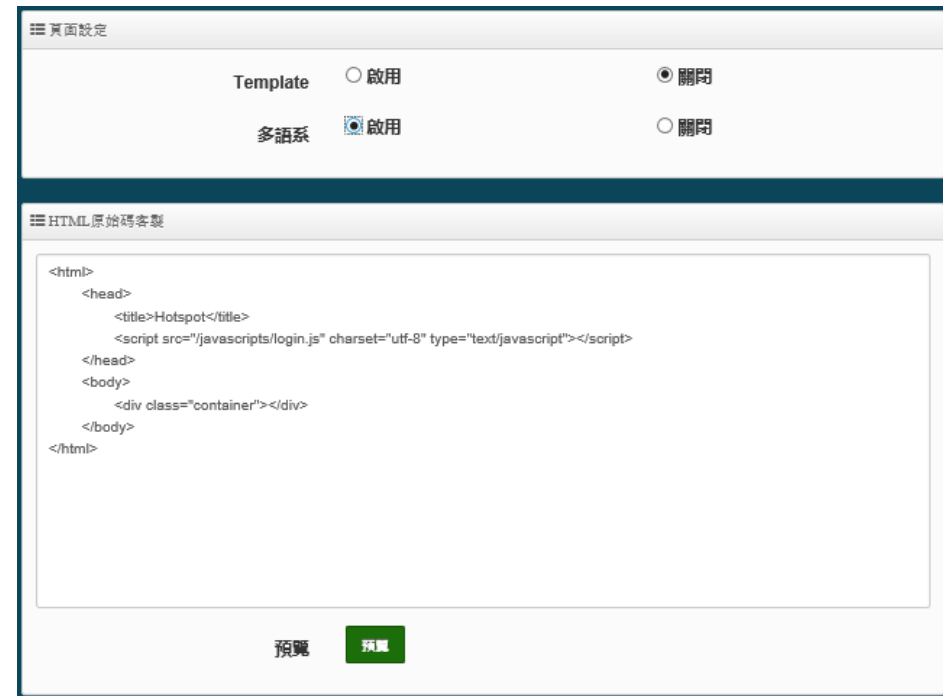 頁面設定
Template 啟用 關閉
多語系 啟用 關閉
HTML原始碼客製
<html>
<head>
<title>Hotspot</title>
<script src="/javascripts/login.js" charset="utf-8" type="text/javascript"></script>
</head>
<body>
<div class="container"></div>
</body>
</html>
預覽 預覽